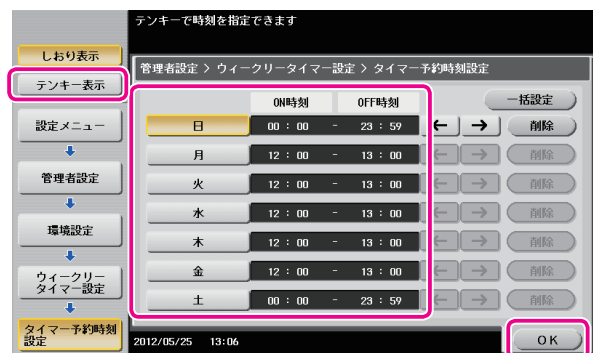 テンキーで時刻を指定できます
しおり表示
テンキー表示
設定メニュー
管理者設定
環境設定
ウィークリー
タイマー設定
タイマー予約時刻
設定
管理者設定 > ウィークリータイマー設定 > タイマー予約時刻設定
ON時刻 OFF時刻 一括設定
日 00 : 00 - 23 : 59 ← → 削除
月 12 : 00 - 13 : 00 ← → 削除
火 12 : 00 - 13 : 00 ← → 削除
水 12 : 00 - 13 : 00 ← → 削除
木 12 : 00 - 13 : 00 ← → 削除
金 12 : 00 - 13 : 00 ← → 削除
土 00 : 00 - 23 : 59 ← → 削除
2012/05/25 13:06 OK